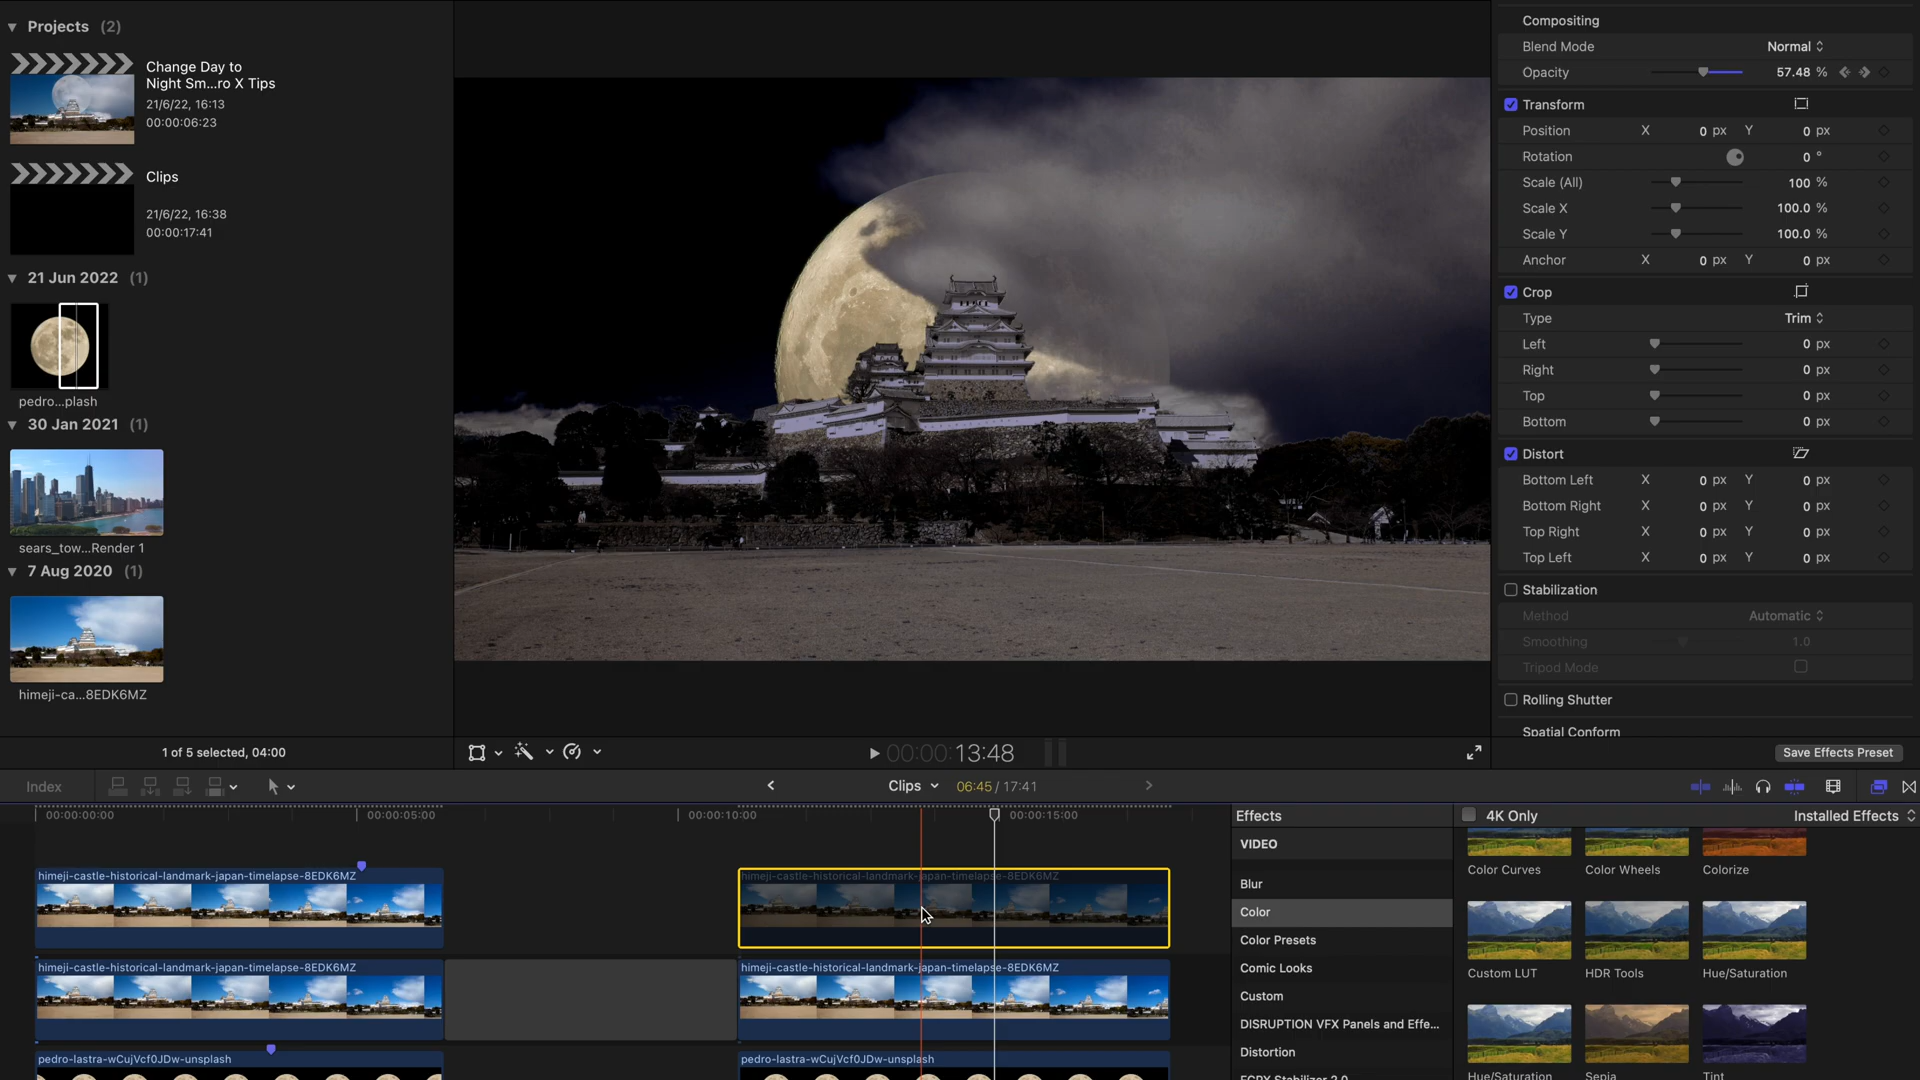 Projects (2)
Change Day to
Night Sm...ro X Tips
21/6/22, 16:13
00:00:06:23
Clips
21/6/22, 16:38
00:00:17:41
21 Jun 2022 (1)
pedro...plash
30 Jan 2021 (1)
sears_tow...Render 1
7 Aug 2020 (1)
himeji-ca...8EDK6MZ
1 of 5 selected, 04:00
00:00:13:48
Compositing
Blend Mode Normal
Opacity 57.48 %
Transform
Position X 0 px Y 0 px
Rotation 0 °
Scale (All) 100 %
Scale X 100.0 %
Scale Y 100.0 %
Anchor X 0 px Y 0 px
Crop
Type Trim
Left 0 px
Right 0 px
Top 0 px
Bottom 0 px
Distort
Bottom Left X 0 px Y 0 px
Bottom Right X 0 px Y 0 px
Top Right X 0 px Y 0 px
Top Left X 0 px Y 0 px
Stabilization
Method Automatic
Smoothing 1.0
Tripod Mode
Rolling Shutter
Spatial Conform
Save Effects Preset
Index
Clips
06:45 / 17:41
00:00:00:00
00:00:05:00
00:00:10:00
00:00:15:00
himeji-castle-historical-landmark-japan-timelapse-8EDK6MZ
himeji-castle-historical-landmark-japan-timelapse-8EDK6MZ
himeji-castle-historical-landmark-japan-timelapse-8EDK6MZ
himeji-castle-historical-landmark-japan-timelapse-8EDK6MZ
pedro-lastra-wCujVcf0JDw-unsplash
pedro-lastra-wCujVcf0JDw-unsplash
Effects
VIDEO
Blur
Color
Color Presets
Comic Looks
Custom
DISRUPTION VFX Panels and Effe...
Distortion
FCPX Stabilizer 2.0
4K Only
Installed Effects
Color Curves
Color Wheels
Colorize
Custom LUT
HDR Tools
Hue/Saturation
Hue/Saturation
Sepia
Tint